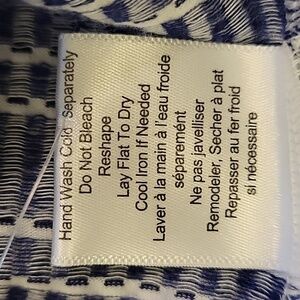 Hand Wash Cold separately
Do Not Bleach
Reshape
Lay Flat To Dry
Cool Iron If Needed
Laver à la main à l'eau froide
séparément
Ne pas javelliser
Remodeler, Secher à plat
Repasser au fer froid
si nécessaire